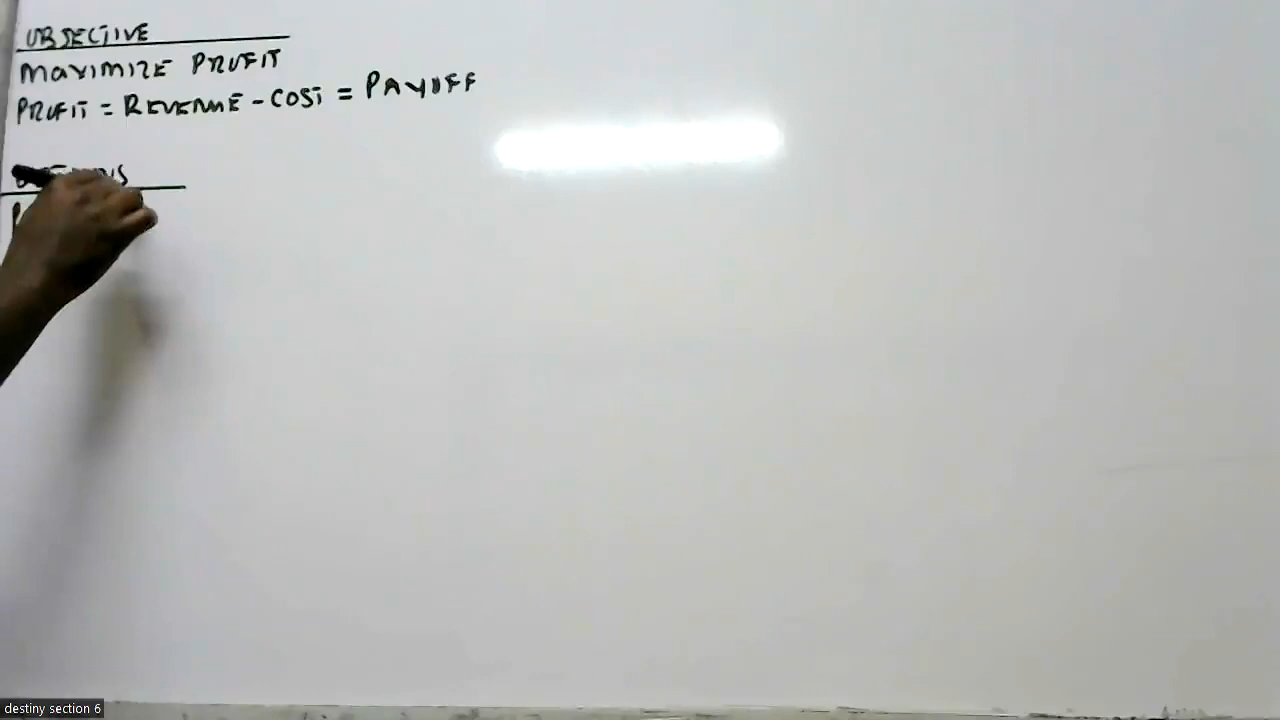 OBJECTIVE
MAXIMIZE PROFIT
PROFIT = REVENUE - COST = PAYOFF
destiny section 6